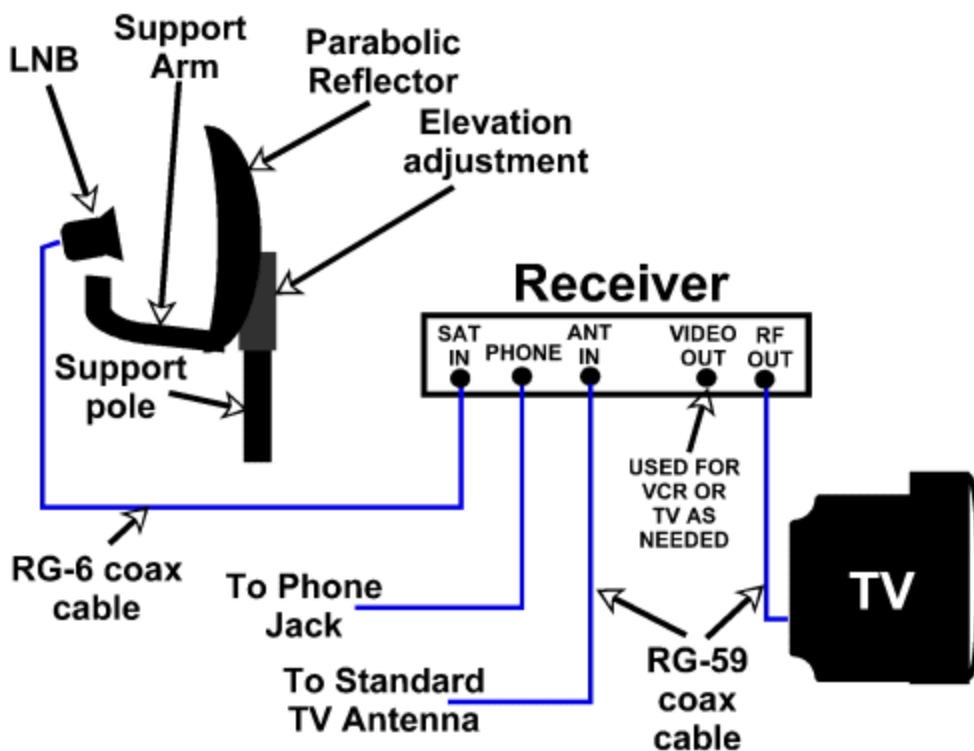 LNB
Support
Arm
Parabolic
Reflector
Elevation
adjustment
Receiver
SAT
IN
PHONE
ANT
IN
VIDEO
OUT
RF
OUT
Support
pole
USED FOR
VCR OR
TV AS
NEEDED
TV
RG-6 coax
cable
To Phone
Jack
To Standard
TV Antenna
RG-59
coax
cable